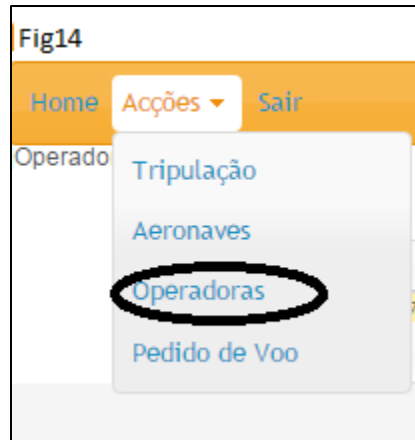 Fig14
Home Acções Sair
Operado
Tripulação
Aeronaves
Operadoras
Pedido de Voo